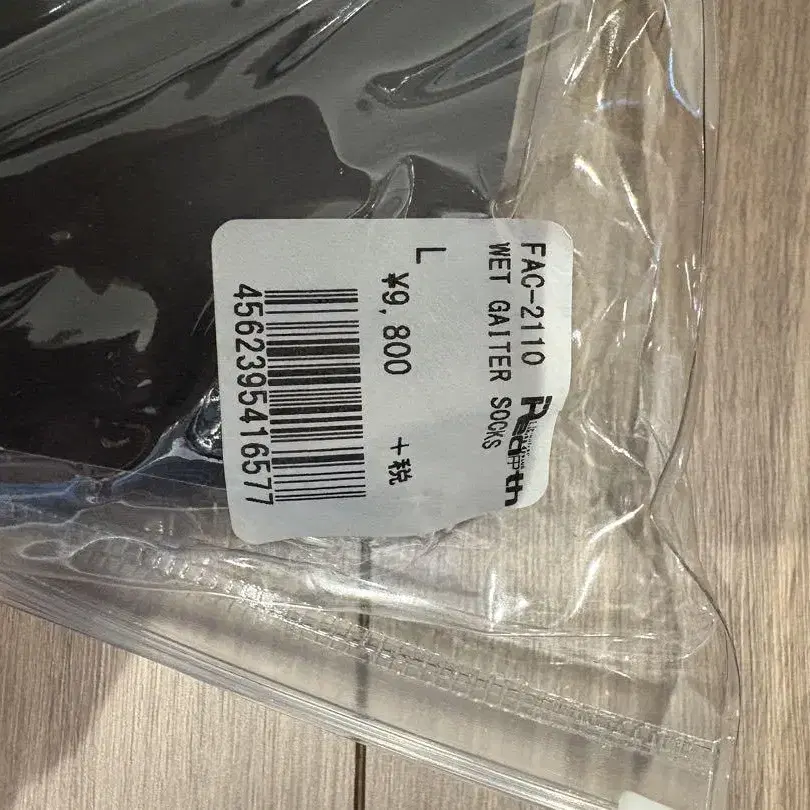 FAC-2110
WET GAITER SOCKS
L
¥9,800 +税
4562395416577